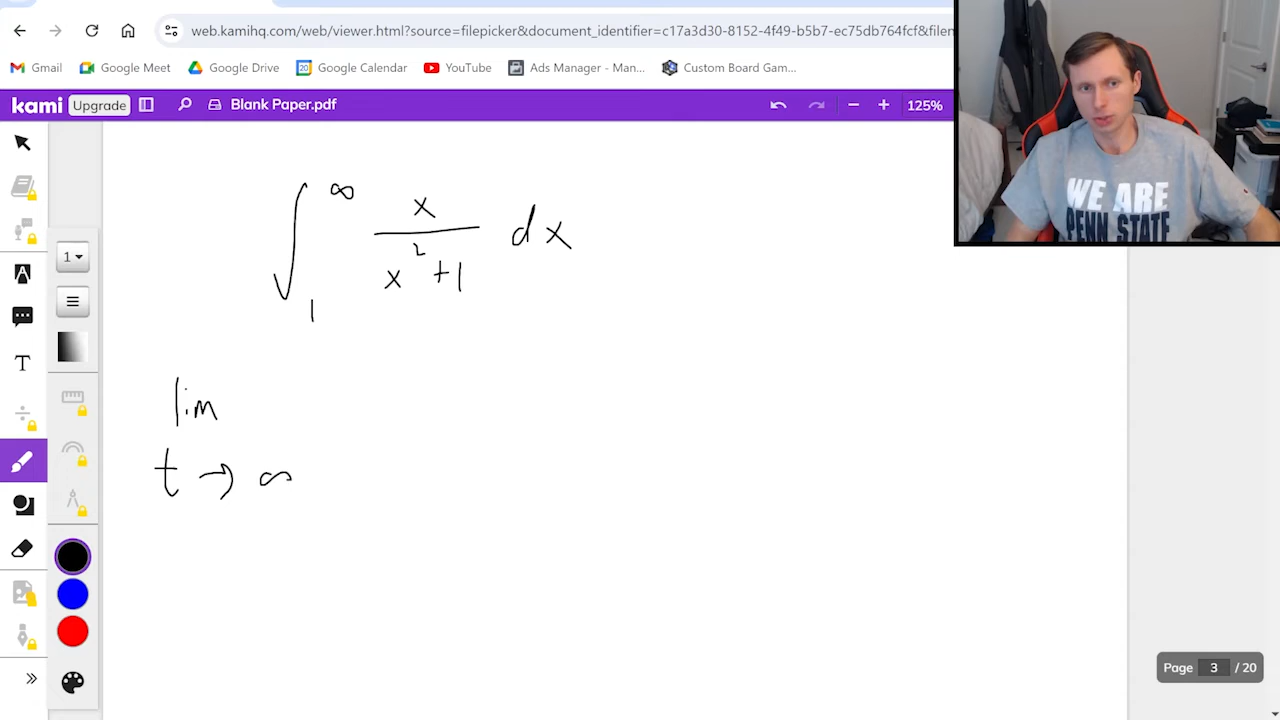 web.kamihq.com/web/viewer.html?source=filepicker&document_identifier=c17a3d30-8152-4f49-b5b7-ec75db764fcf&filen
Gmail Google Meet Google Drive Google Calendar YouTube Ads Manager - Man... Custom Board Gam...
kami Upgrade Blank Paper.pdf 125%
WE ARE
PENN STATE
1
T
∫₁^∞ x/(x²+1) dx
lim
t → ∞
Page 3 / 20